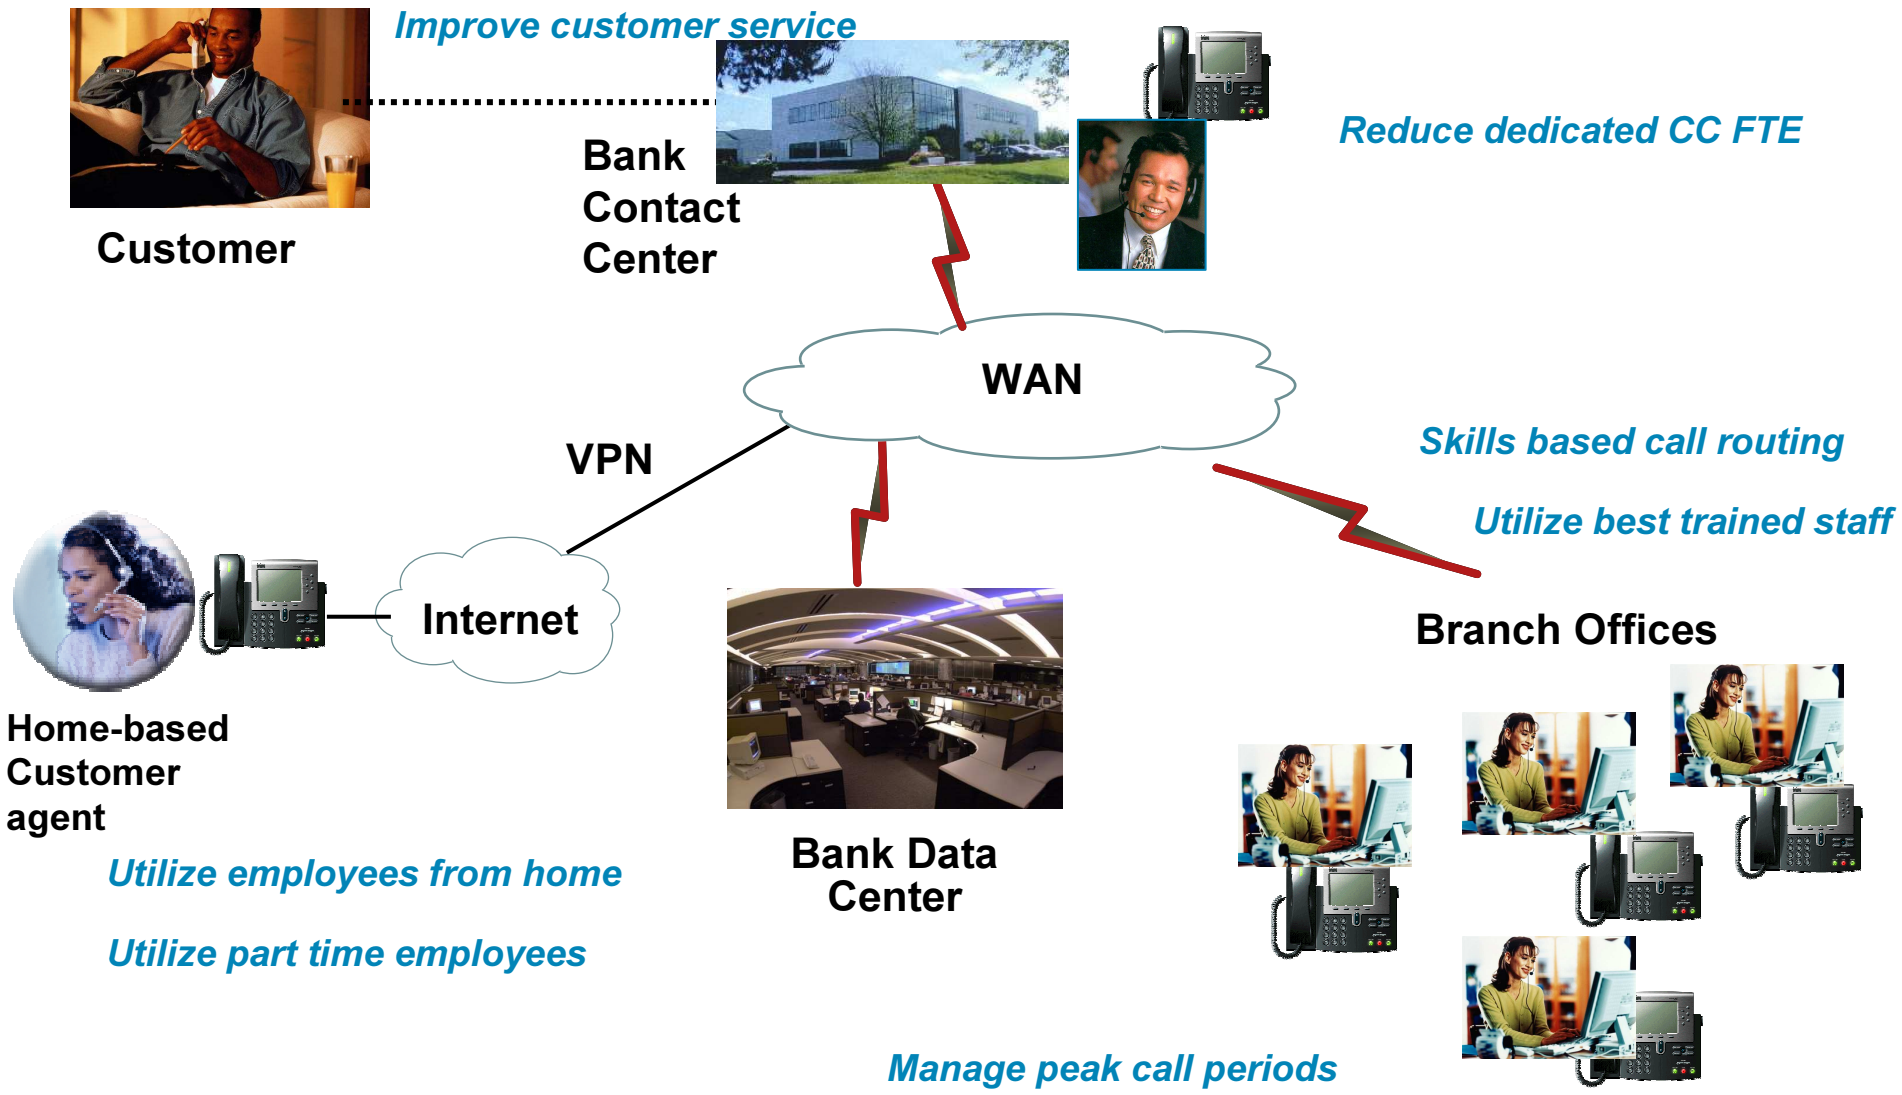 Improve customer service
Reduce dedicated CC FTE
Bank
Contact
Center
Customer
WAN
VPN
Skills based call routing
Utilize best trained staff
Internet
Branch Offices
Home-based
Customer
agent
Bank Data
Center
Utilize employees from home
Utilize part time employees
Manage peak call periods